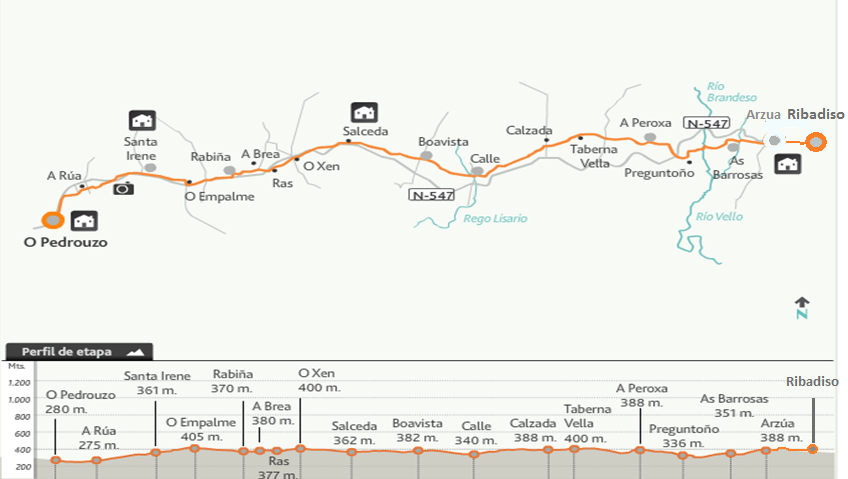 Río
Brandeso
Arzua Ribadiso
N-547
A Peroxa
Calzada
Salceda
Boavista
Taberna
Vella
Calle
Preguntoño
As
Barrosas
Santa
Irene
Rabiña
A Brea
O Xen
Ras
A Rúa
O Empalme
N-547
Rego Lisario
Río Vello
O Pedrouzo
N
Perfil de etapa
Mts.
1.200
1.000
800
600
400
200
O Pedrouzo
280 m.
A Rúa
275 m.
Santa Irene
361 m.
O Empalme
405 m.
Rabiña
370 m.
A Brea
380 m.
Ras
377 m.
O Xen
400 m.
Salceda
362 m.
Boavista
382 m.
Calle
340 m.
Calzada
388 m.
Taberna
Vella
400 m.
A Peroxa
388 m.
Preguntoño
336 m.
As Barrosas
351 m.
Arzúa
388 m.
Ribadiso